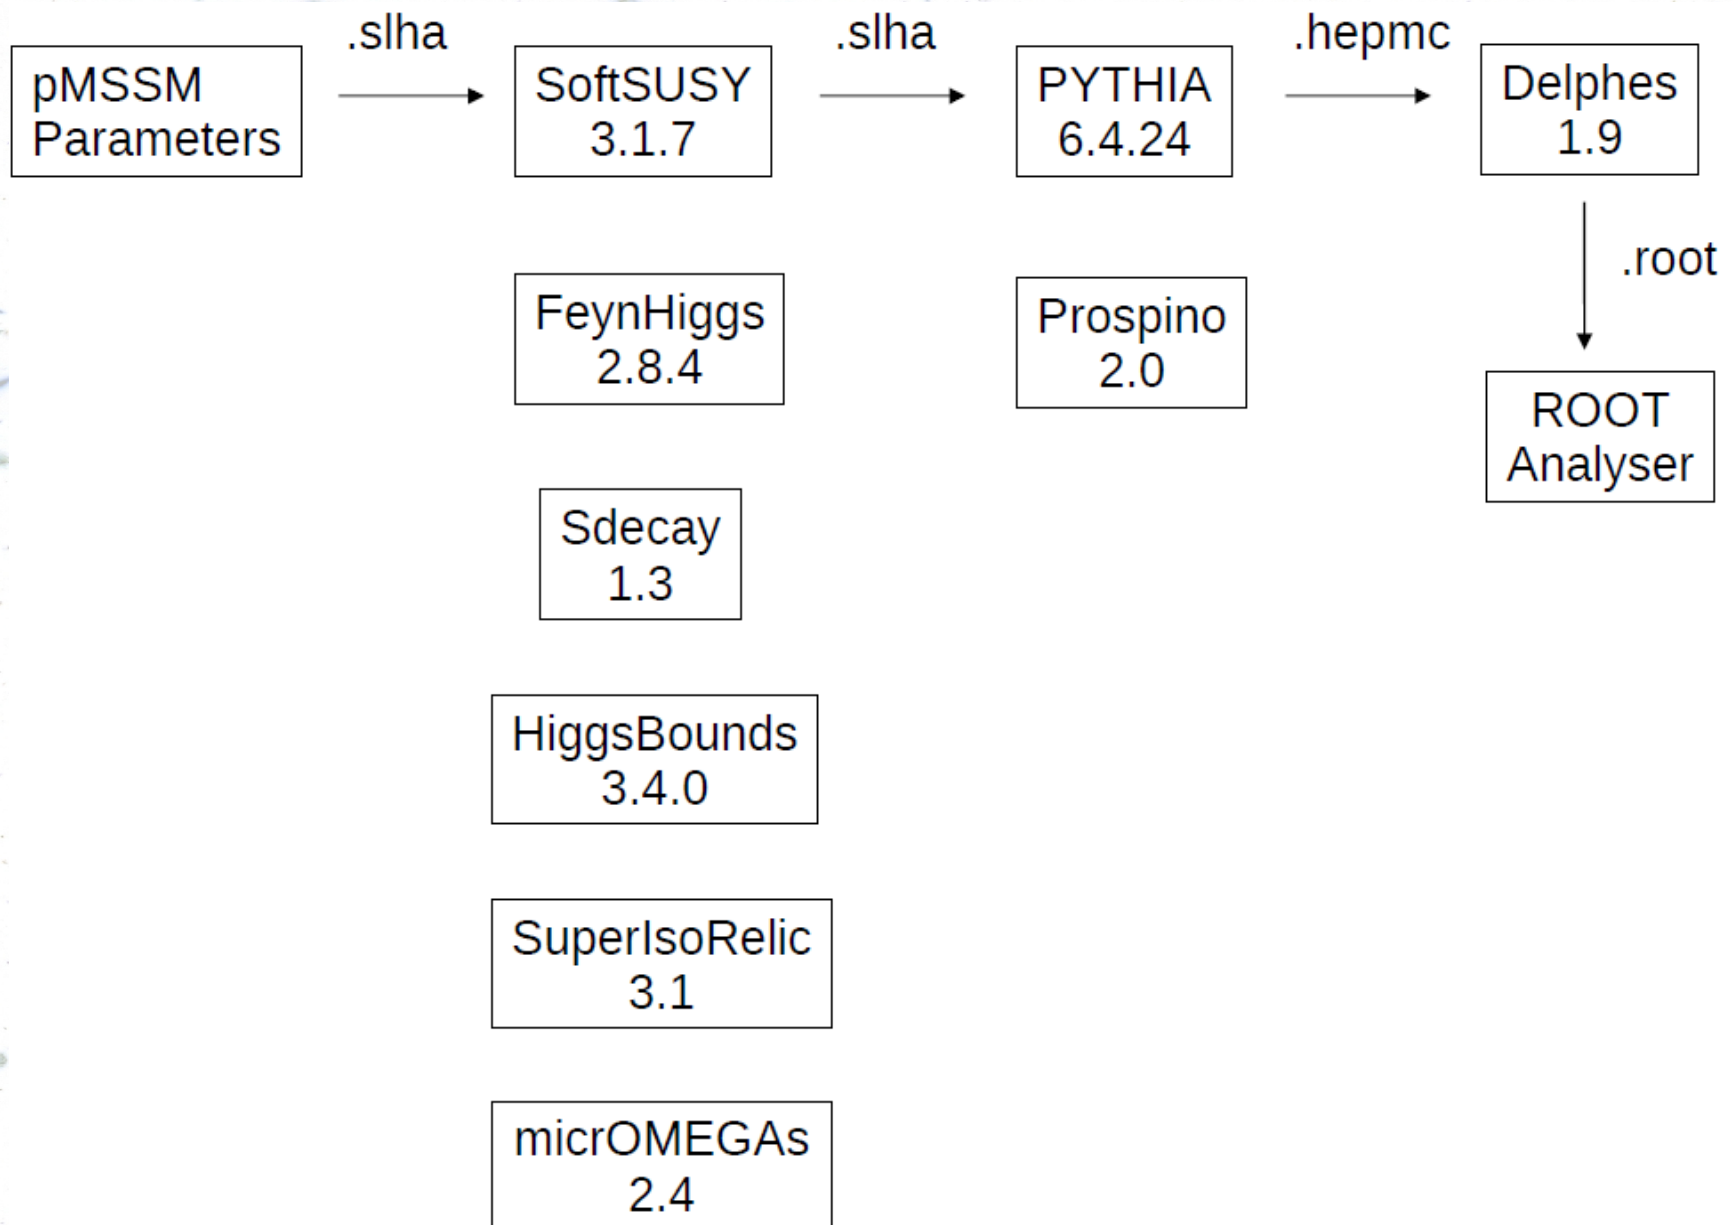 .slha
.slha
.hepmc
pMSSM
Parameters
SoftSUSY
3.1.7
PYTHIA
6.4.24
Delphes
1.9
.root
FeynHiggs
2.8.4
Prospino
2.0
ROOT
Analyser
Sdecay
1.3
HiggsBounds
3.4.0
SuperIsoRelic
3.1
micrOMEGAs
2.4